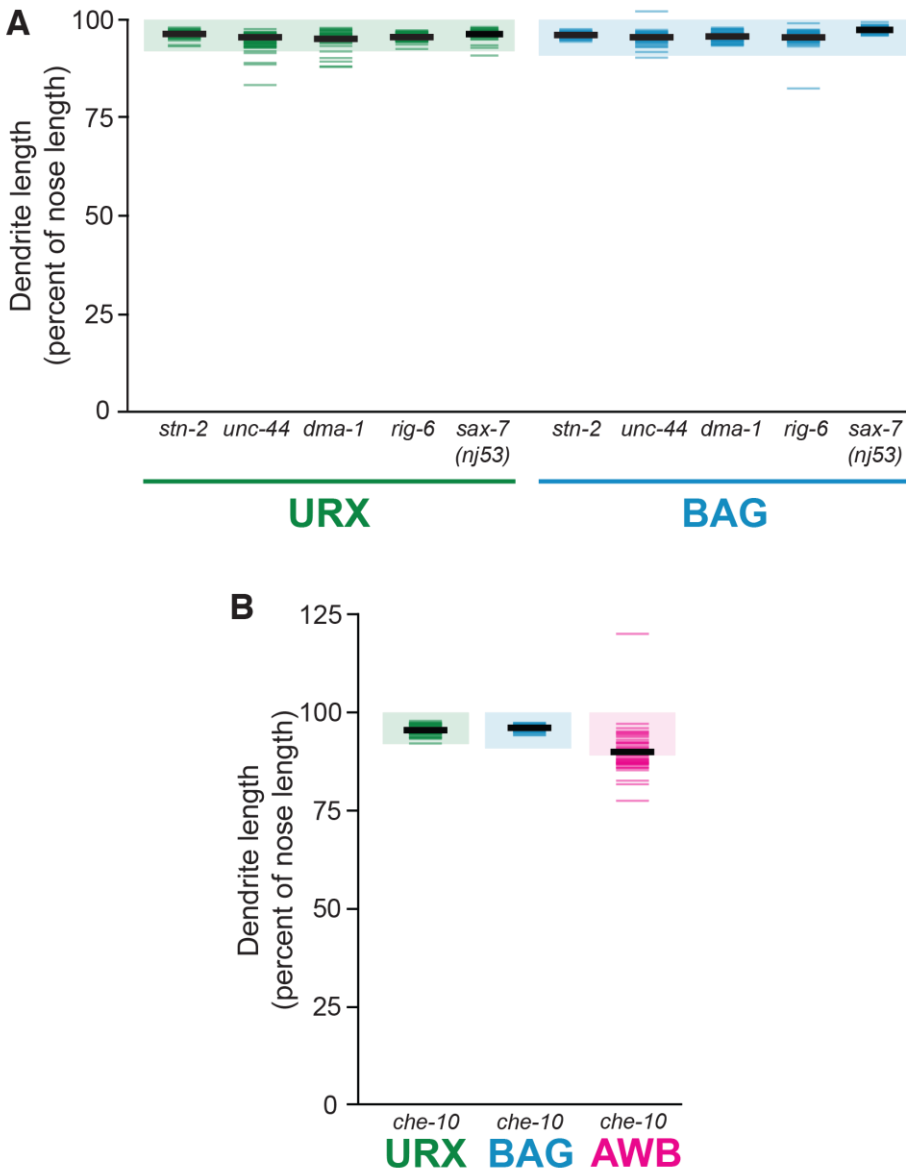 A
Dendrite length
(percent of nose length)
100
75
50
25
0
stn-2 unc-44 dma-1 rig-6 sax-7 stn-2 unc-44 dma-1 rig-6 sax-7
(nj53) (nj53)
URX BAG
B
Dendrite length
(percent of nose length)
125
100
75
50
25
0
che-10 che-10 che-10
URX BAG AWB